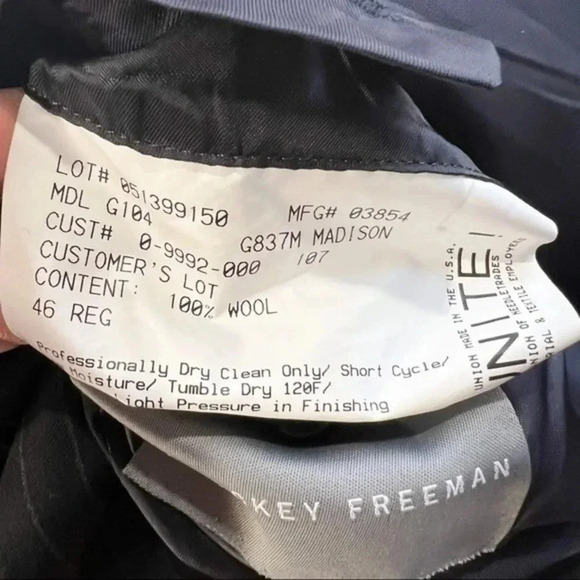 LOT# 051399150
MDL G104 MFG# 03854
CUST# 0-9992-000 G837M MADISON
CUSTOMER'S LOT 107
CONTENT: 100% WOOL
46 REG
Professionally Dry Clean Only/ Short Cycle/
Moisture/ Tumble Dry 120F/
Light Pressure in Finishing
UNION MADE IN THE U.S.A.
UNITE!
UNION OF NEEDLETRADES
TEXTILE EMPLOYEES
KEY FREEMAN